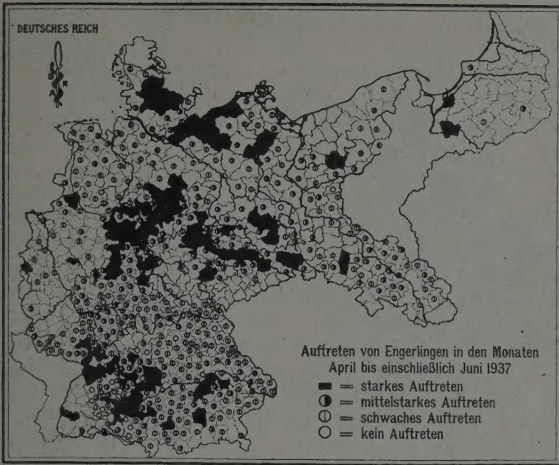 DEUTSCHES REICH
Auftreten von Engerlingen in den Monaten
April bis einschließlich Juni 1937
= starkes Auftreten
= mittelstarkes Auftreten
= schwaches Auftreten
= kein Auftreten